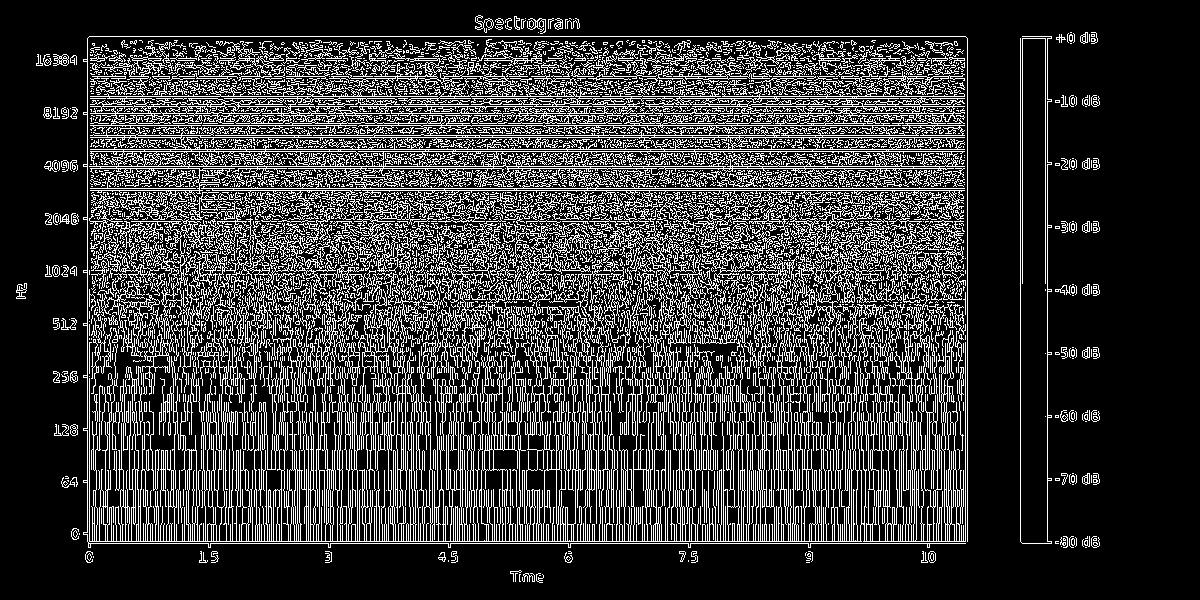 Spectrogram
16384
8192
4096
2048
1024
512
256
128
64
0
Hz
0 1.5 3 4.5 6 7.5 9 10
Time
+0 dB
-10 dB
-20 dB
-30 dB
-40 dB
-50 dB
-60 dB
-70 dB
-80 dB